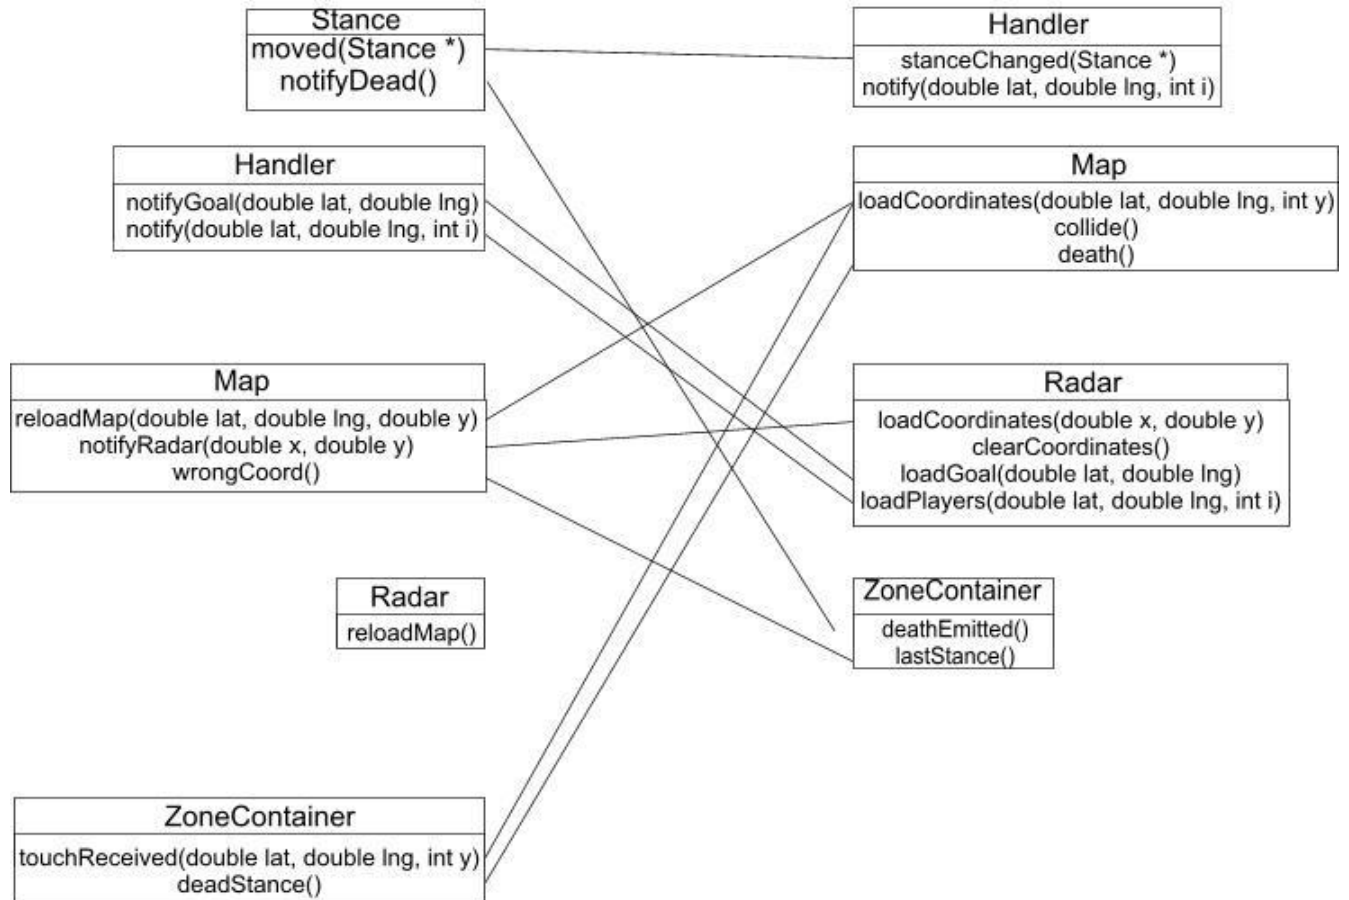 Stance
moved(Stance *)
notifyDead()
Handler
stanceChanged(Stance *)
notify(double lat, double lng, int i)
Handler
notifyGoal(double lat, double lng)
notify(double lat, double lng, int i)
Map
loadCoordinates(double lat, double lng, int y)
collide()
death()
Map
reloadMap(double lat, double lng, double y)
notifyRadar(double x, double y)
wrongCoord()
Radar
loadCoordinates(double x, double y)
clearCoordinates()
loadGoal(double lat, double lng)
loadPlayers(double lat, double lng, int i)
Radar
reloadMap()
ZoneContainer
deathEmitted()
lastStance()
ZoneContainer
touchReceived(double lat, double lng, int y)
deadStance()